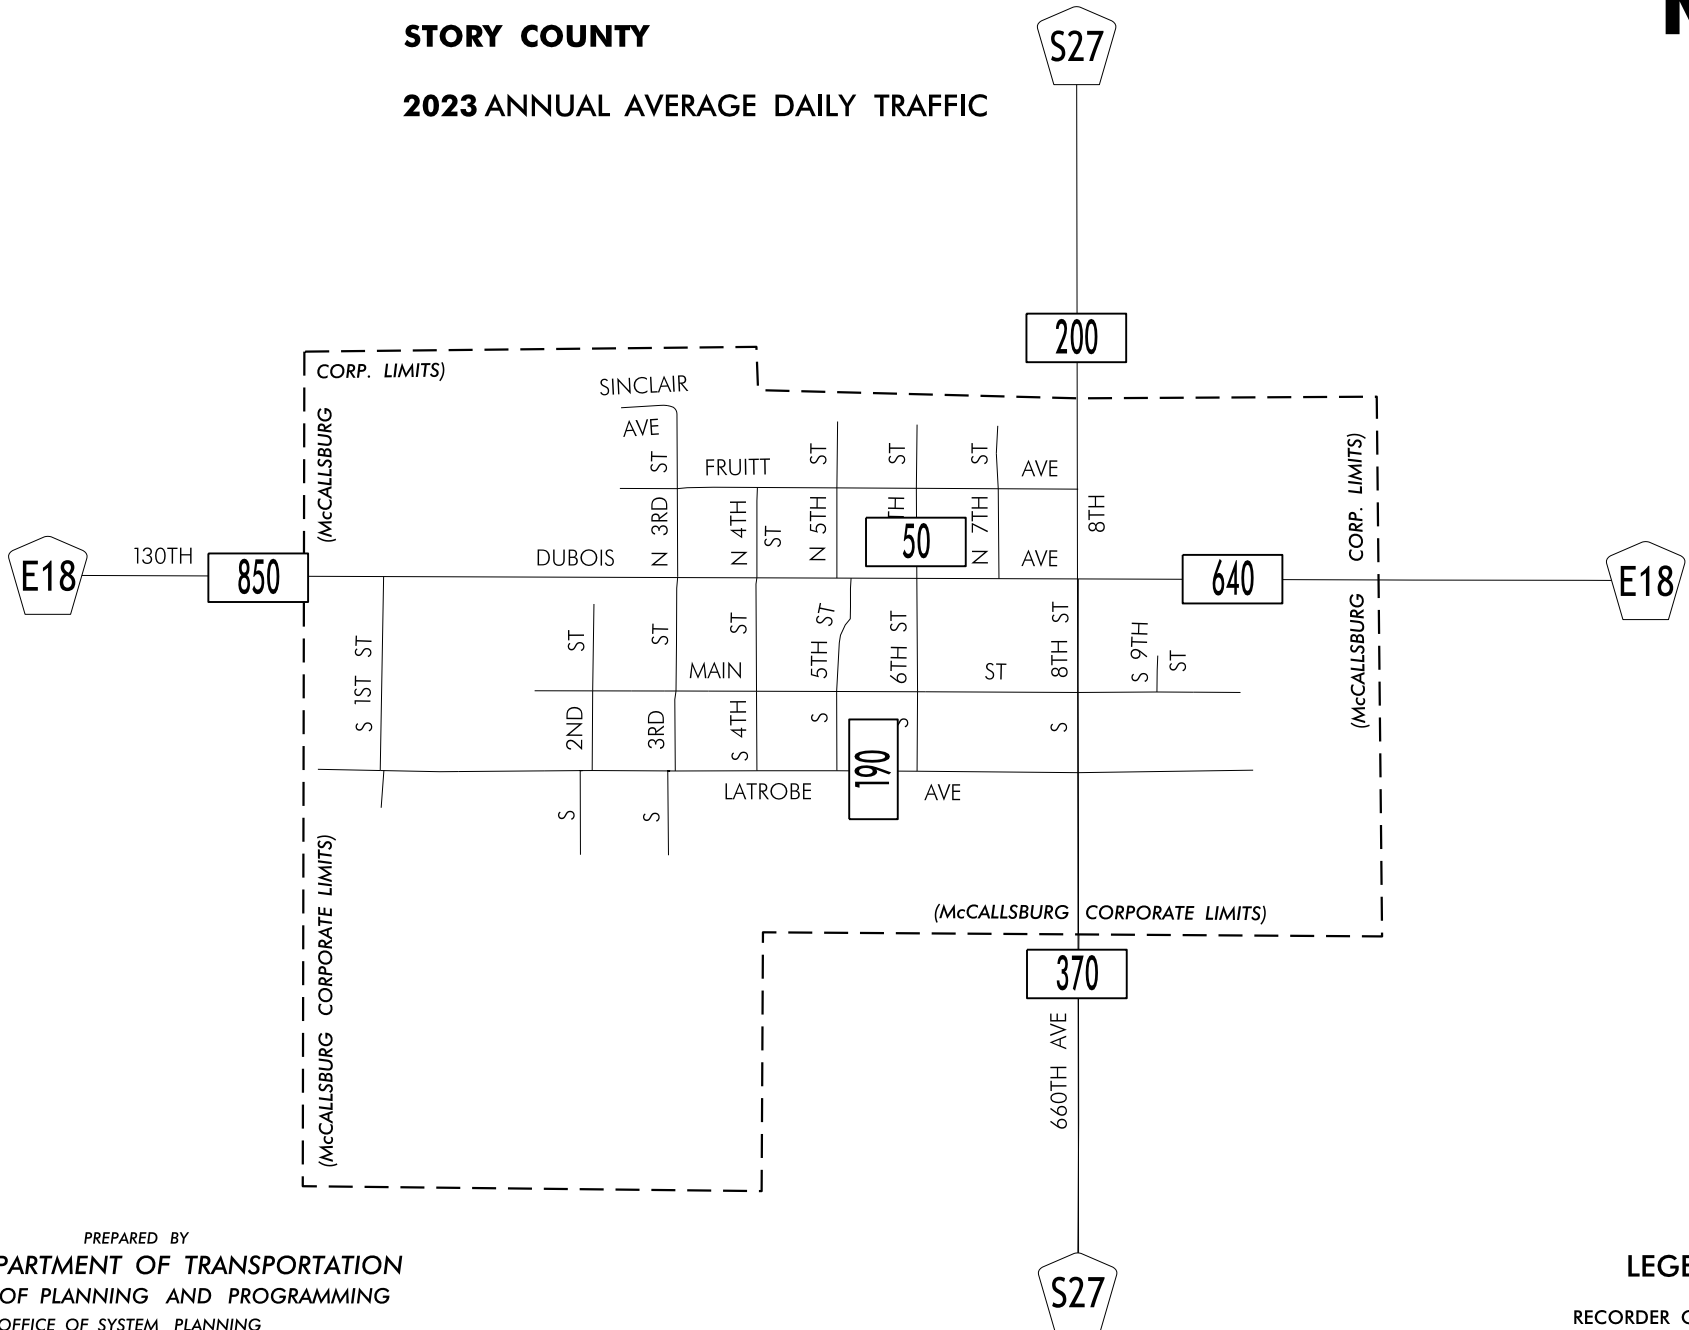 STORY COUNTY
2023 ANNUAL AVERAGE DAILY TRAFFIC
S27
200
CORP. LIMITS)
(McCALLSBURG
SINCLAIR
AVE
FRUITT
AVE
N 3RD ST
N 4TH
ST
N 5TH ST
ST
N 7TH ST
8TH
CORP. LIMITS)
(McCALLSBURG
E18
130TH
850
DUBOIS
50
AVE
640
E18
S 1ST ST
ST
2ND
S
ST
3RD
S
MAIN
ST
S 4TH
ST
S 5TH ST
6TH ST
S 8TH ST
S 9TH
ST
190
LATROBE
AVE
(McCALLSBURG CORPORATE LIMITS)
(McCALLSBURG CORPORATE LIMITS)
370
660TH AVE
S27
PREPARED BY
OF TRANSPORTATION
OF PLANNING AND PROGRAMMING
OFFICE OF SYSTEM PLANNING
RECORDER